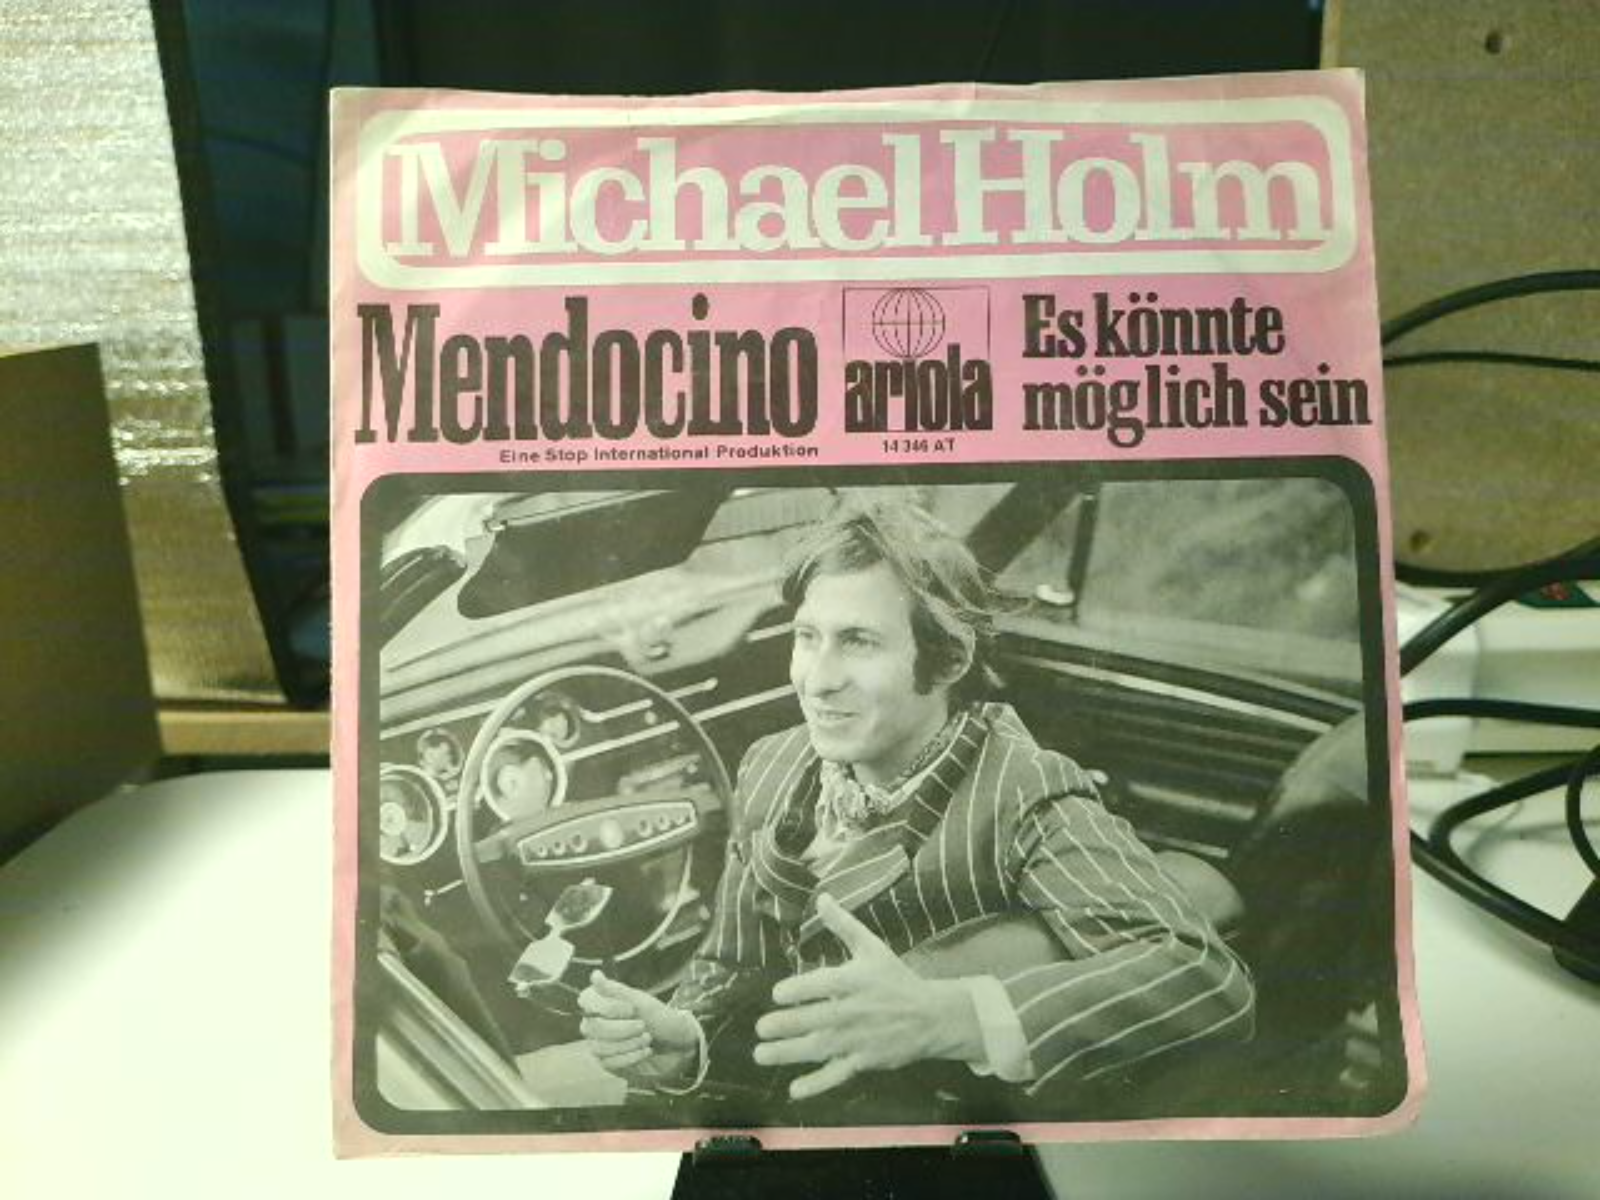 Michael Holm
Mendocino
Eine Stop International Produktion
ariola
14 346 AT
Es könnte
möglich sein